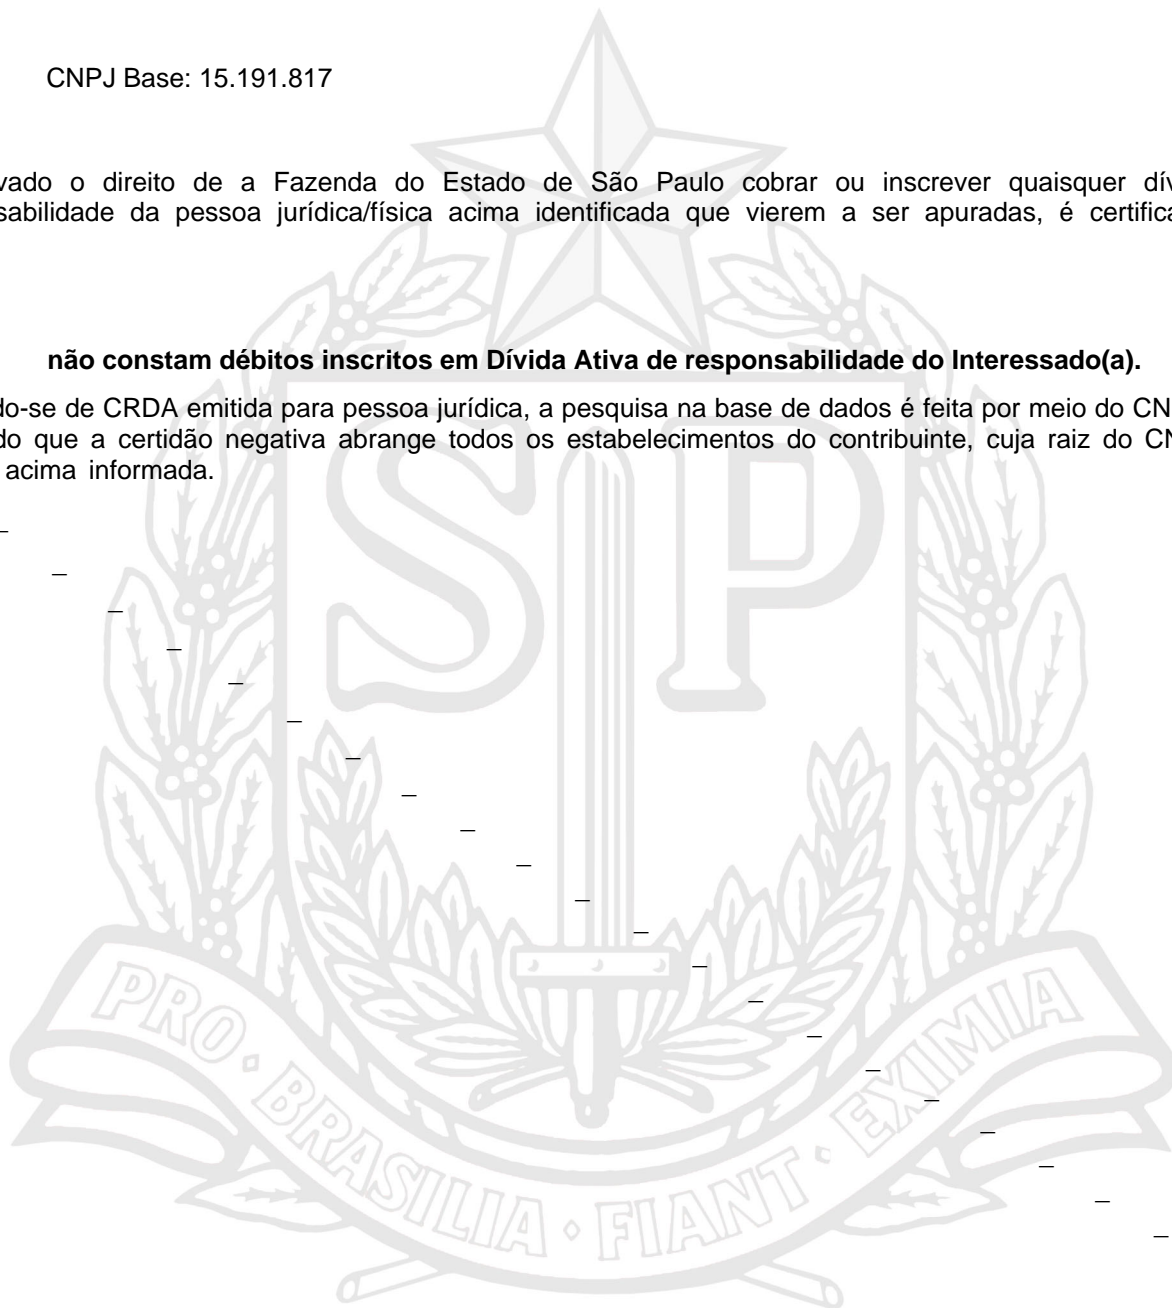 CNPJ Base: 15.191.817
vado o direito de a Fazenda do Estado de São Paulo cobrar ou inscrever quaisquer dív
sabilidade da pessoa jurídica/física acima identificada que vierem a ser apuradas, é certifica
não constam débitos inscritos em Dívida Ativa de responsabilidade do Interessado(a).
do-se de CRDA emitida para pessoa jurídica, a pesquisa na base de dados é feita por meio do CN
do que a certidão negativa abrange todos os estabelecimentos do contribuinte, cuja raiz do CN
acima informada.
SP
PRO • BRASILIA • FIANT • EXIMIA